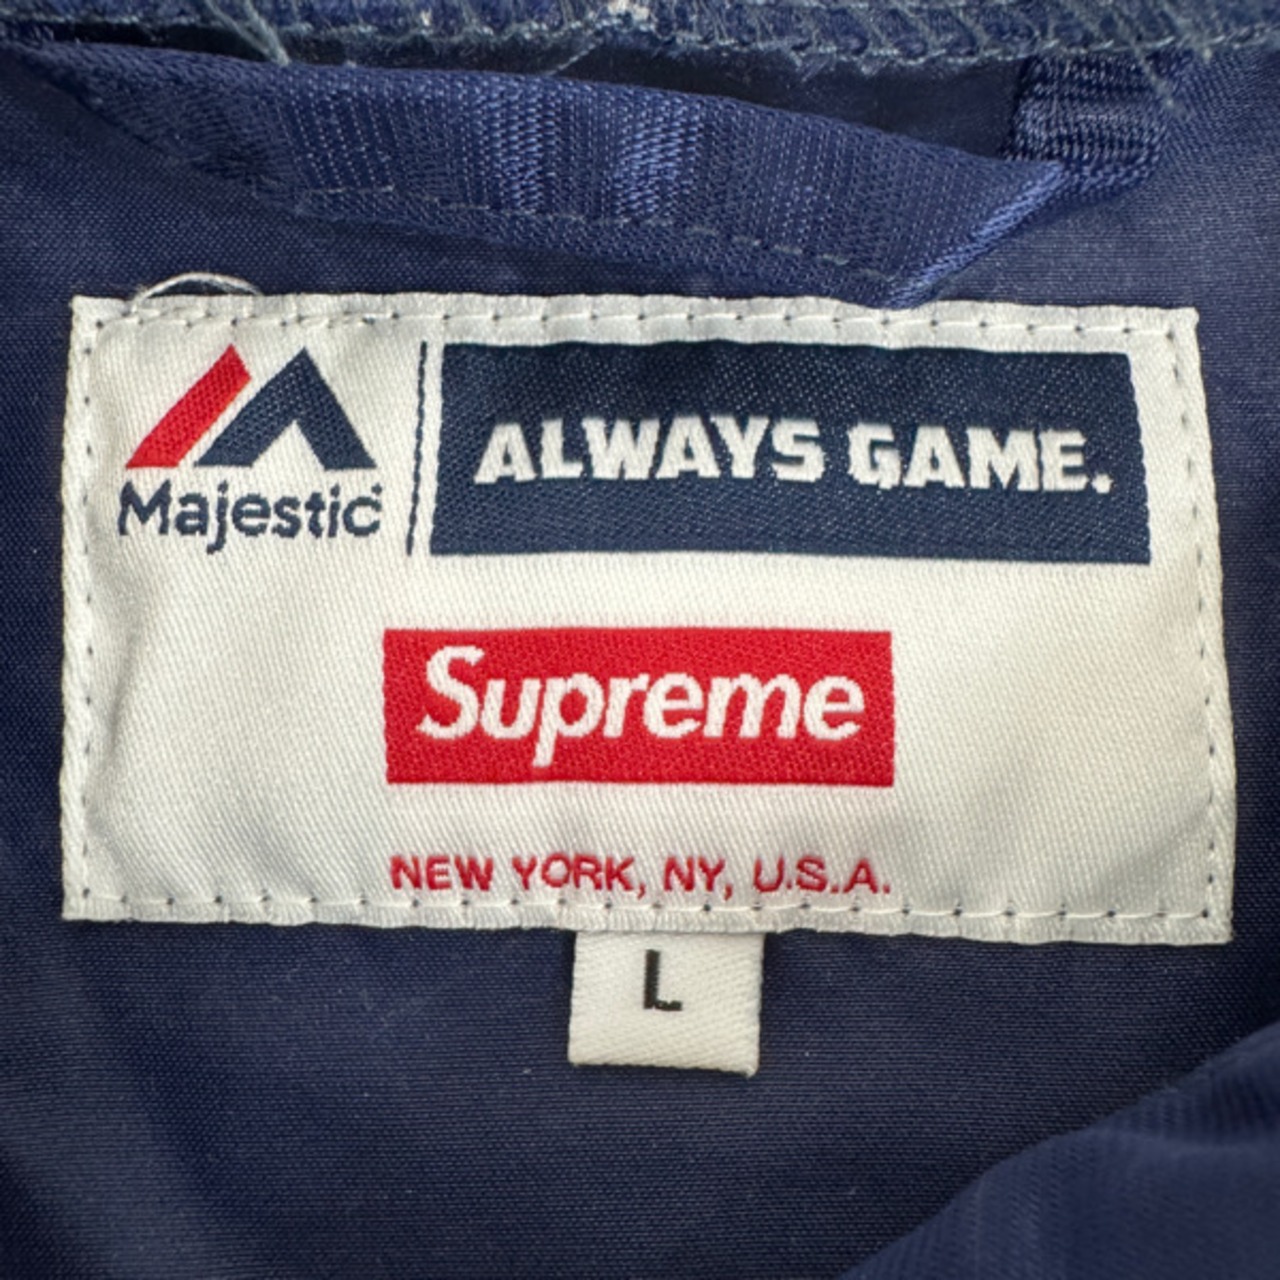 Majestic
ALWAYS GAME.
Supreme
NEW YORK, NY, U.S.A.
L